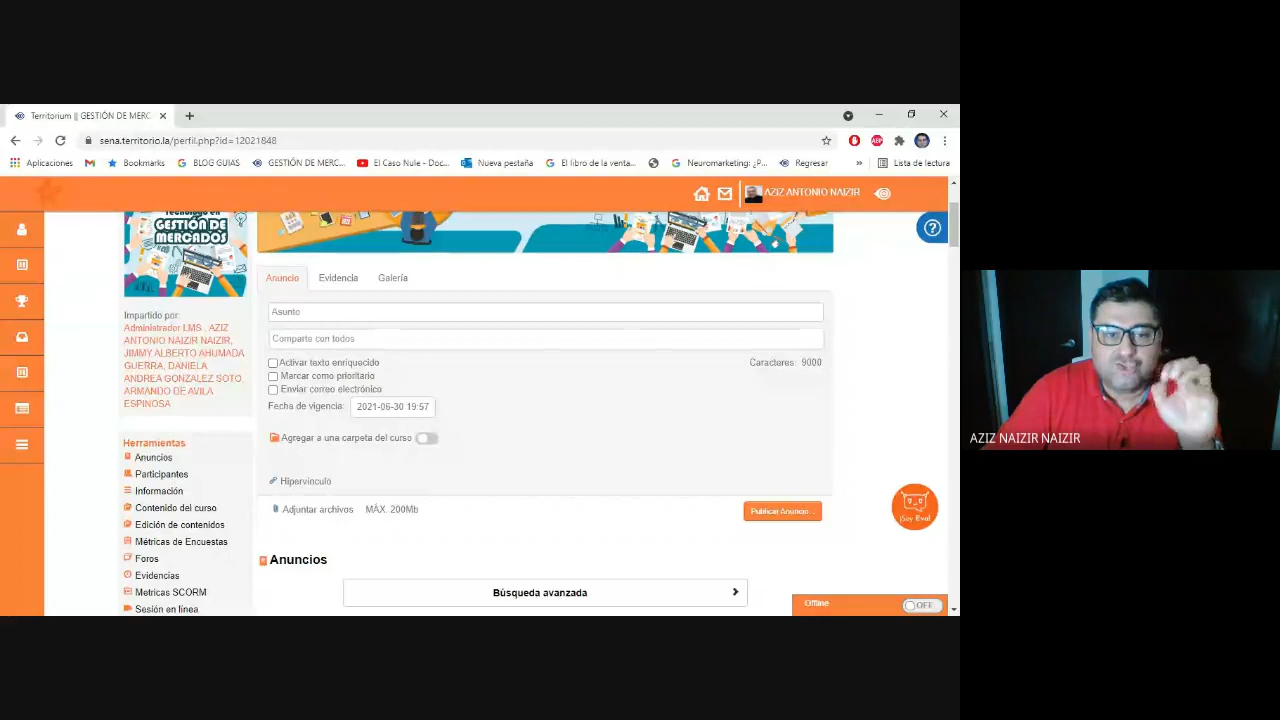 Territorium || GESTIÓN DE MERC
sena.territorio.la/perfil.php?id=12021848
Aplicaciones
Bookmarks
BLOG GUIAS
GESTIÓN DE MERC...
El Caso Nule - Doc...
Nueva pestaña
El libro de la venta...
Neuromarketing: ¿P...
Regresar
»
Lista de lectura
AZIZ ANTONIO NAIZIR
Tecnólogo en
GESTIÓN DE
MERCADOS
Anuncio
Evidencia
Galería
Asunto
Comparte con todos
Activar texto enriquecido
Caracteres: 9000
Marcar como prioritario
Enviar correo electrónico
Fecha de vigencia: 2021-06-30 19:57
Agregar a una carpeta del curso
Hipervínculo
Adjuntar archivos MÁX. 200Mb
Publicar Anuncio...
Impartido por:
Administrador LMS , AZIZ
ANTONIO NAIZIR NAIZIR,
JIMMY ALBERTO AHUMADA
GUERRA, DANIELA
ANDREA GONZALEZ SOTO,
ARMANDO DE AVILA
ESPINOSA
Herramientas
Anuncios
Participantes
Información
Contenido del curso
Edición de contenidos
Métricas de Encuestas
Foros
Evidencias
Metricas SCORM
Sesión en línea
Anuncios
Búsqueda avanzada
¡Soy Eva!
Offline
OFF
ABP
AZIZ NAIZIR NAIZIR